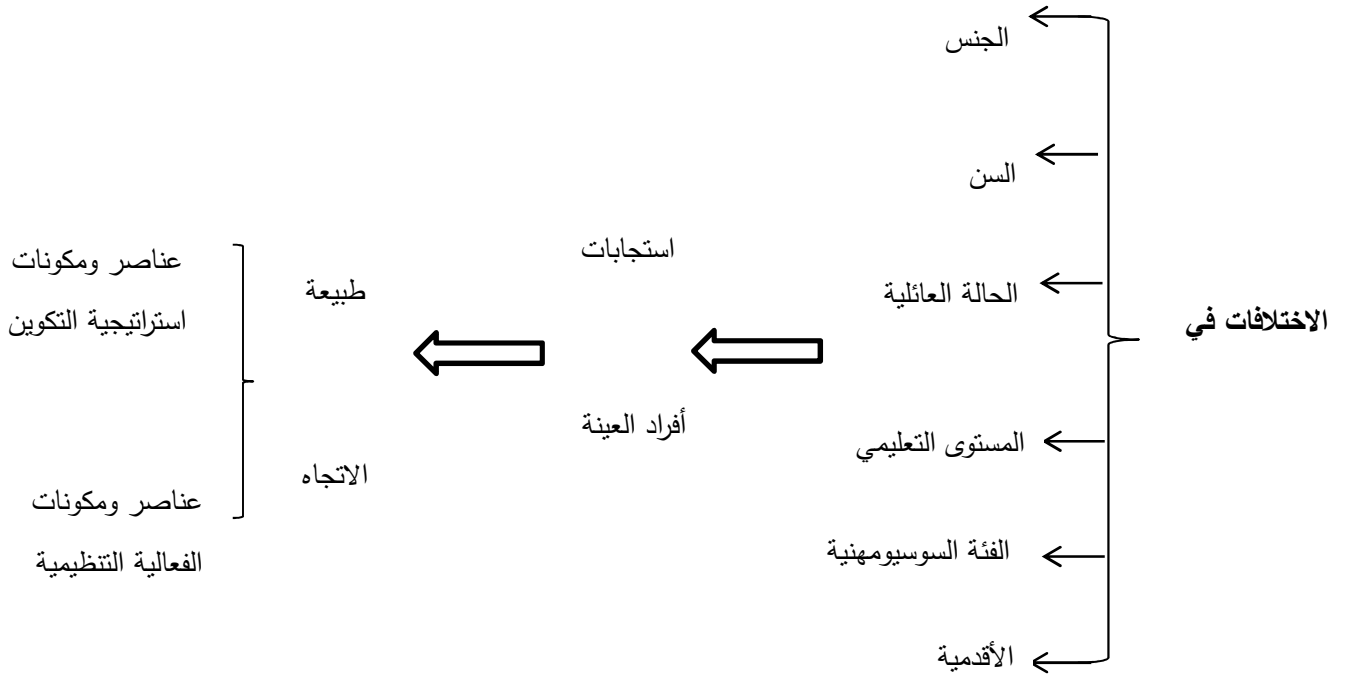 الاختلافات في
الجنس
السن
الحالة العائلية
المستوى التعليمي
الفئة السوسيومهنية
الأقدمية
استجابات
أفراد العينة
طبيعة
الاتجاه
عناصر ومكونات
استراتيجية التكوين
عناصر ومكونات
الفعالية التنظيمية